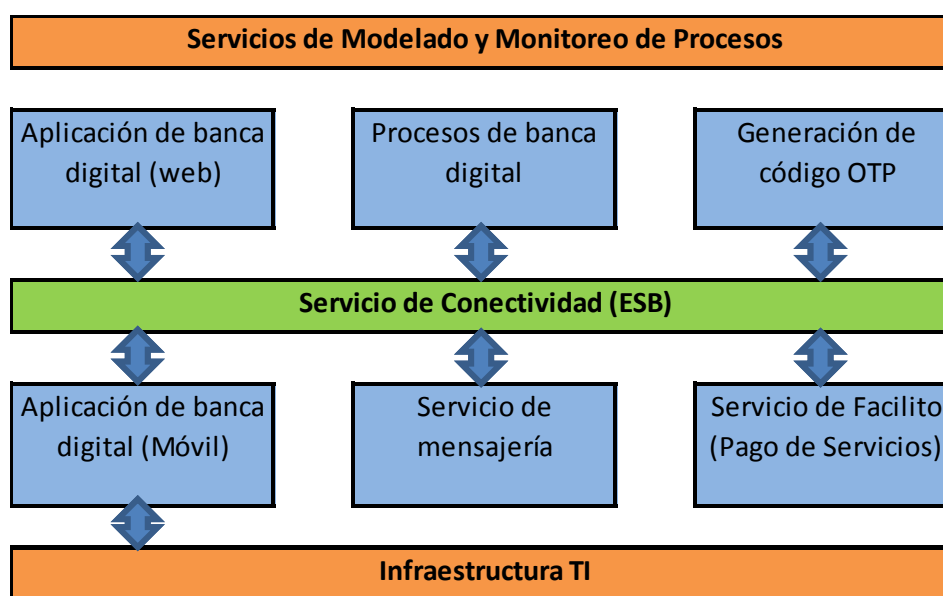 Servicios de Modelado y Monitoreo de Procesos
Aplicación de banca
digital (web)
Procesos de banca
digital
Generación de
código OTP
Servicio de Conectividad (ESB)
Aplicación de banca
digital (Móvil)
Servicio de
mensajería
Servicio de Facilito
(Pago de Servicios)
Infraestructura TI